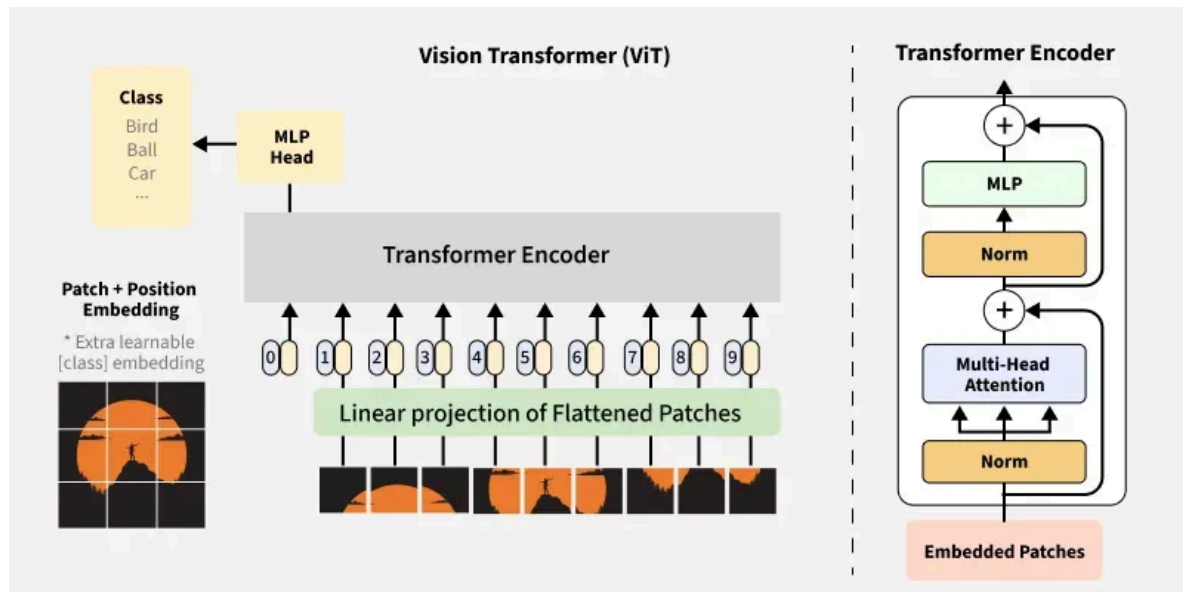 Vision Transformer (ViT)
Class
Bird
Ball
Car
...
MLP
Head
Transformer Encoder
Patch + Position
Embedding
* Extra learnable
[class] embedding
0 1 2 3 4 5 6 7 8 9
Linear projection of Flattened Patches
Transformer Encoder
+
MLP
Norm
+
Multi-Head
Attention
Norm
Embedded Patches